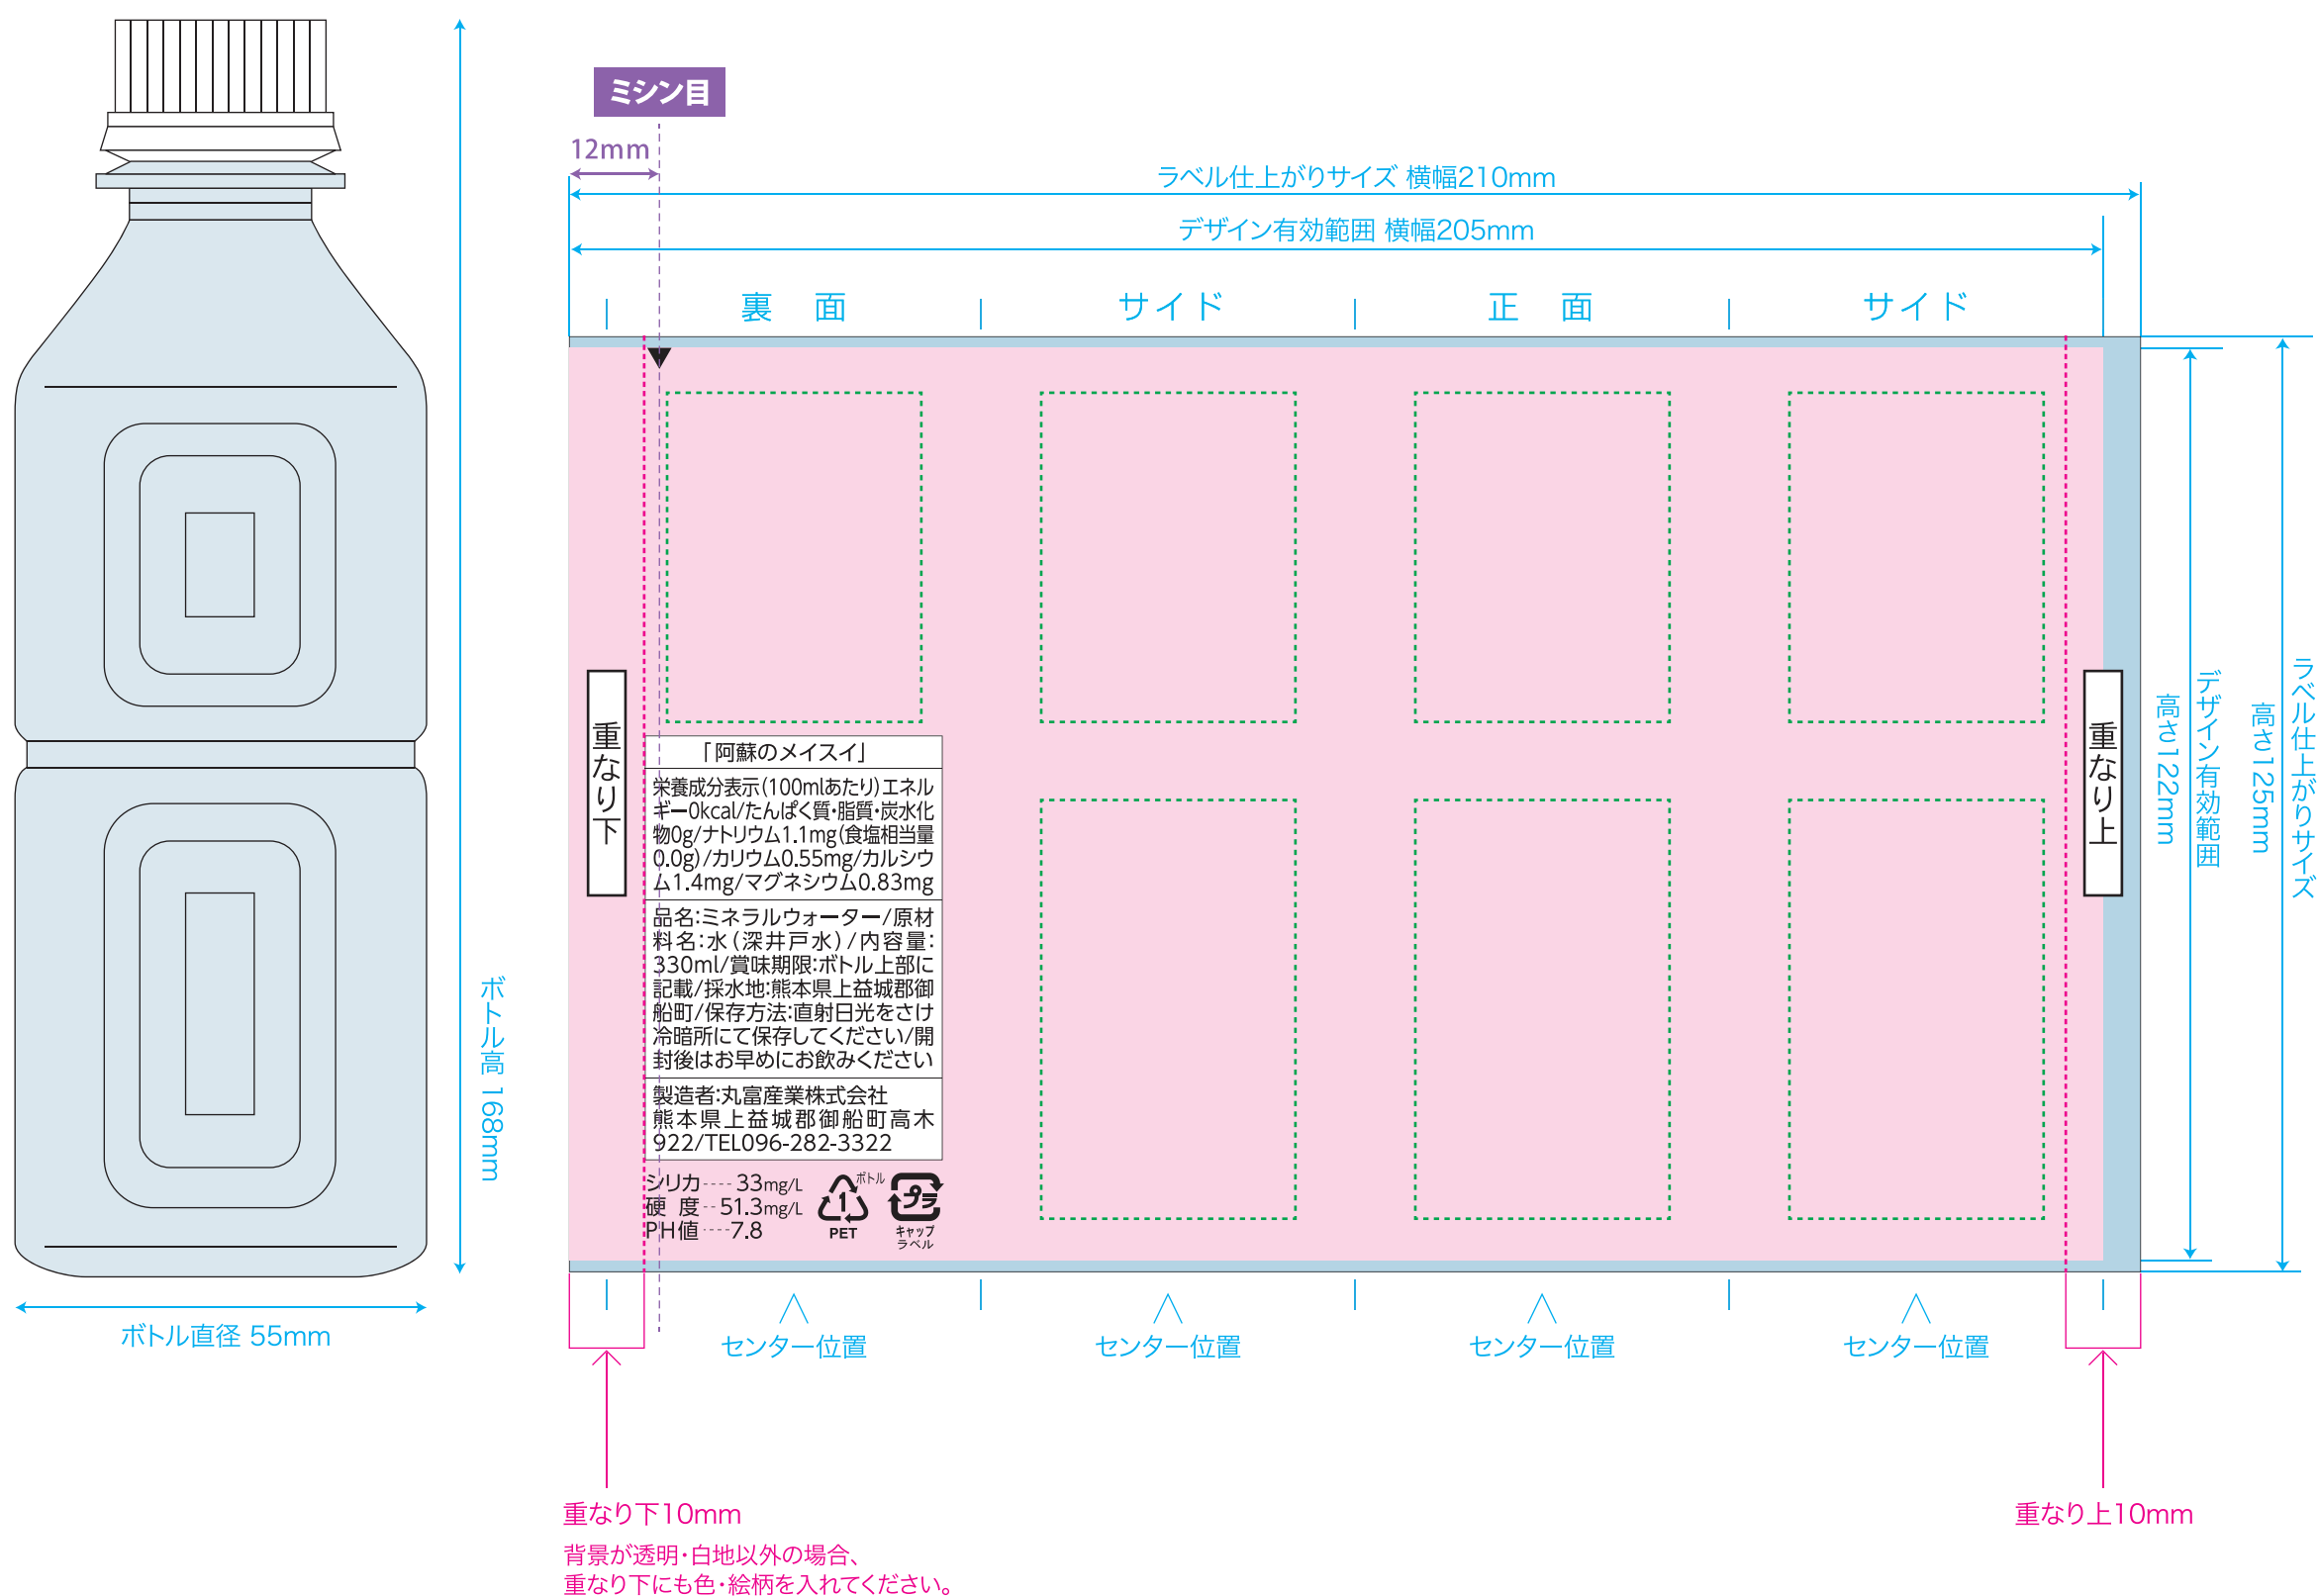 ミシン目
12mm
ラベル仕上がりサイズ 横幅210mm
デザイン有効範囲 横幅205mm
裏 面
サイド
正 面
サイド
重なり下
「阿蘇のメイスイ」
栄養成分表示(100mlあたり)エネル
ギー0kcal/たんぱく質・脂質・炭水化
物0g/ナトリウム1.1mg(食塩相当量
0.0g)/カリウム0.55mg/カルシウ
ム1.4mg/マグネシウム0.83mg
品名:ミネラルウォーター/原材
料名:水(深井戸水)/内容量:
330ml/賞味期限:ボトル上部に
記載/採水地:熊本県上益城郡御
船町/保存方法:直射日光をさけ
冷暗所にて保存してください/開
封後はお早めにお飲みください
製造者:丸富産業株式会社
熊本県上益城郡御船町高木
922/TEL096-282-3322
シリカ----33mg/L
硬 度--51.3mg/L
PH値----7.8
ボトル
1
PET
プラ
キャップ
ラベル
重なり上
デザイン有効範囲
高さ122mm
ラベル仕上がりサイズ
高さ125mm
ボトル高 168mm
ボトル直径 55mm
センター位置
センター位置
センター位置
センター位置
重なり下10mm
背景が透明・白地以外の場合、
重なり下にも色・絵柄を入れてください。
重なり上10mm